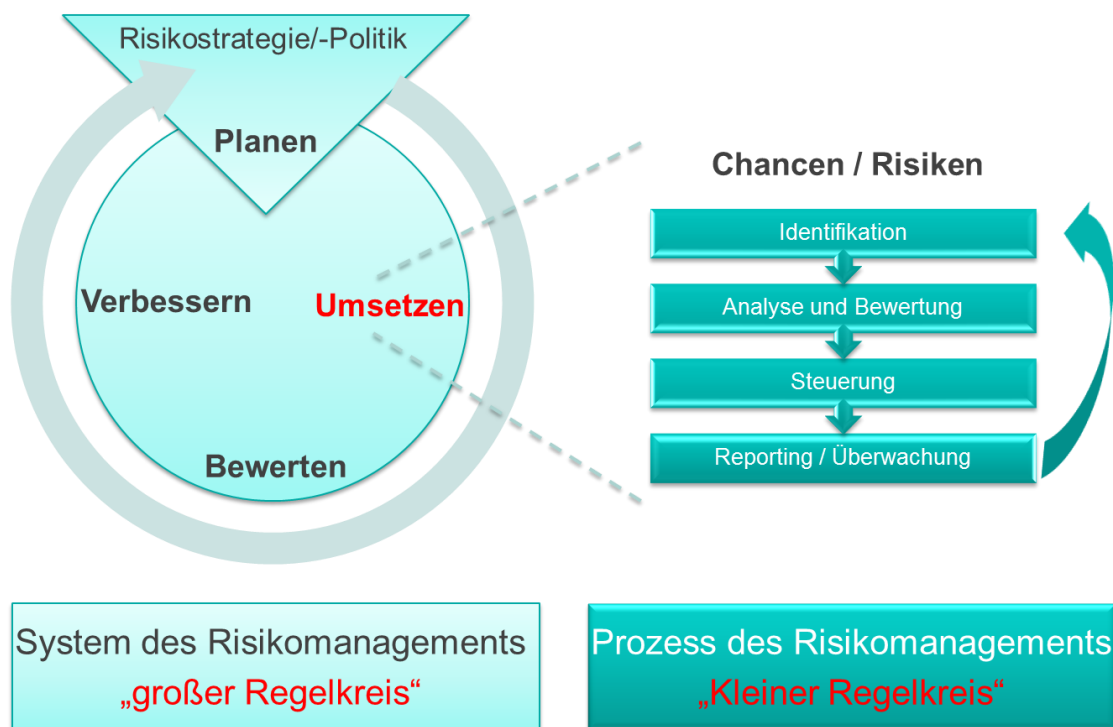 Risikostrategie/-Politik
Planen
Verbessern
Umsetzen
Bewerten
Chancen / Risiken
Identifikation
Analyse und Bewertung
Steuerung
Reporting / Überwachung
System des Risikomanagements
„großer Regelkreis“
Prozess des Risikomanagements
„Kleiner Regelkreis“